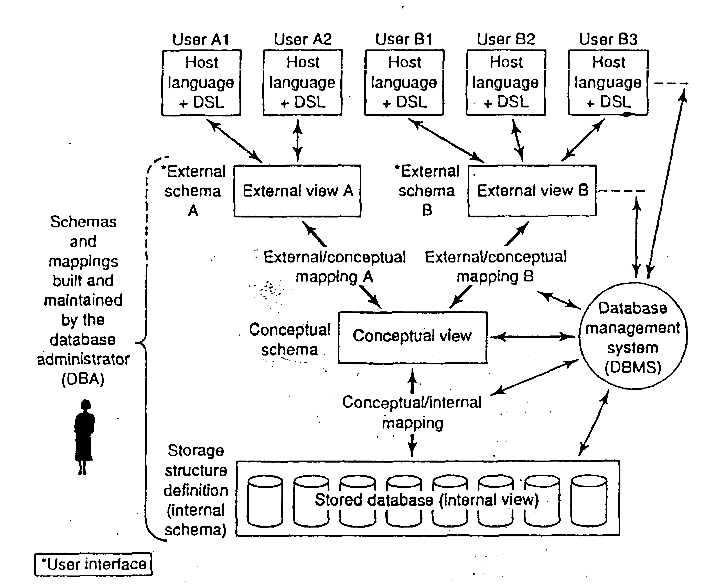 User A1
User A2
User B1
User B2
User B3
Host
language
+ DSL
Host
language
+ DSL
Host
language
+ DSL
Host
language
+ DSL
Host
language
+ DSL
*External
schema
A
External view A
*External
schema
B
External view B
Schemas
and
mappings
built and
maintained
by the
database
administrator
(DBA)
External/conceptual
mapping A
External/conceptual
mapping B
Conceptual
schema
Conceptual view
Database
management
system
(DBMS)
Conceptual/internal
mapping
Storage
structure
definition
(internal
schema)
Stored database (internal view)
*User interface